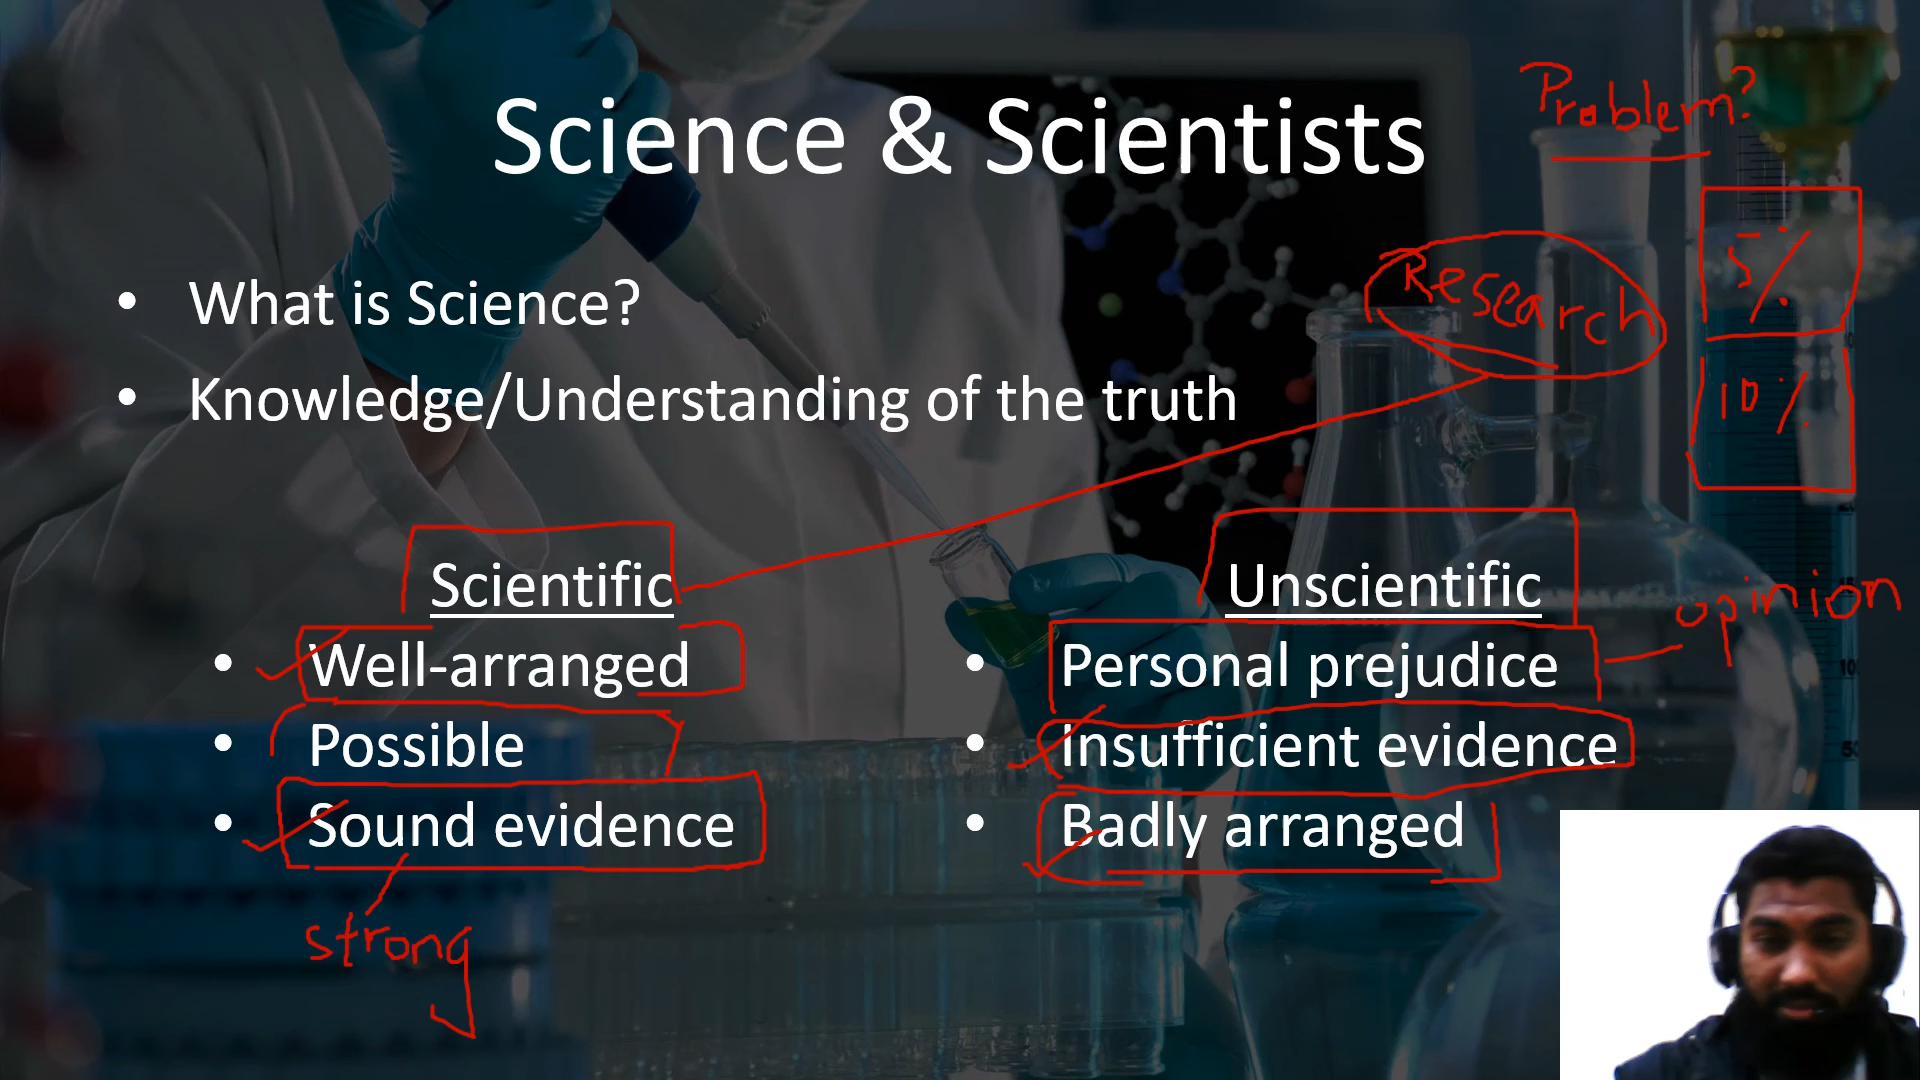 Science & Scientists
Problem?
5%
Research
10%
• What is Science?
• Knowledge/Understanding of the truth
Scientific
• Well-arranged
• Possible
• Sound evidence
strong
Unscientific
opinion
• Personal prejudice
• Insufficient evidence
• Badly arranged